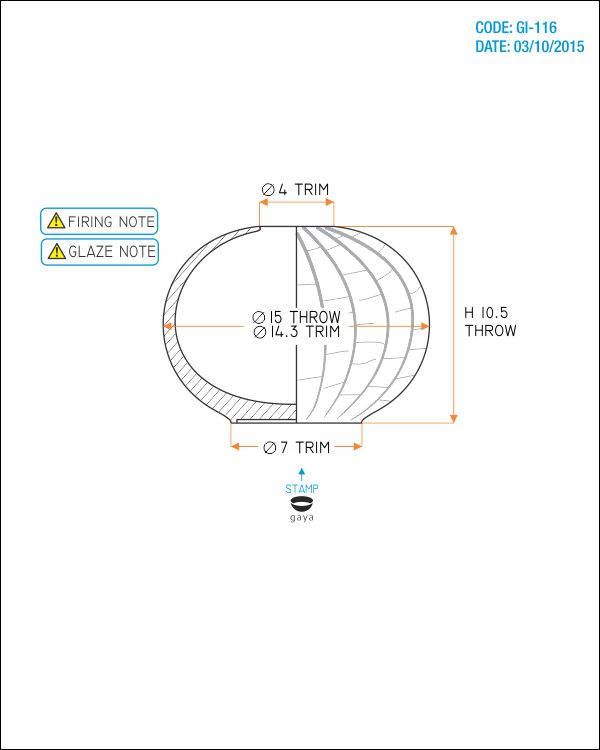 CODE: GI-116
DATE: 03/10/2015
Ø 4 TRIM
FIRING NOTE
GLAZE NOTE
Ø 15 THROW
Ø 14.3 TRIM
H 10.5
THROW
Ø 7 TRIM
STAMP
gaya